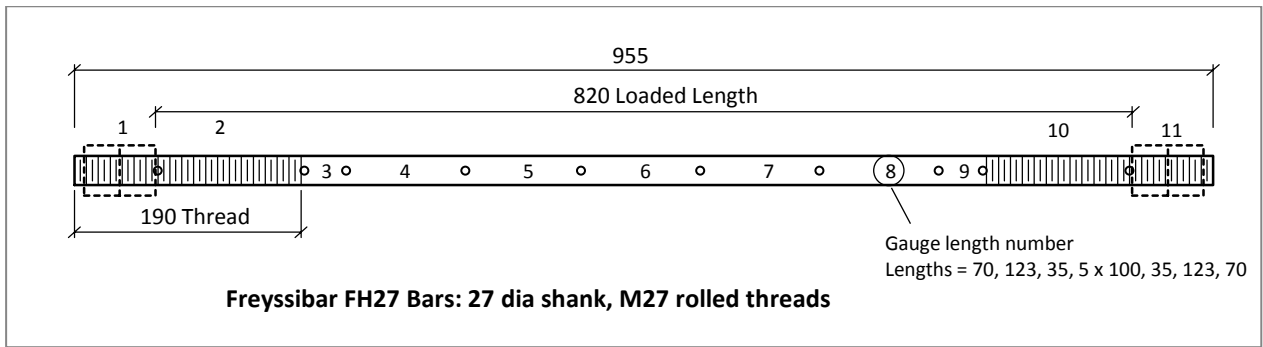 955
820 Loaded Length
1 2 10 11
3 4 5 6 7 8 9
190 Thread
Gauge length number
Lengths = 70, 123, 35, 5 x 100, 35, 123, 70
Freyssibar FH27 Bars: 27 dia shank, M27 rolled threads